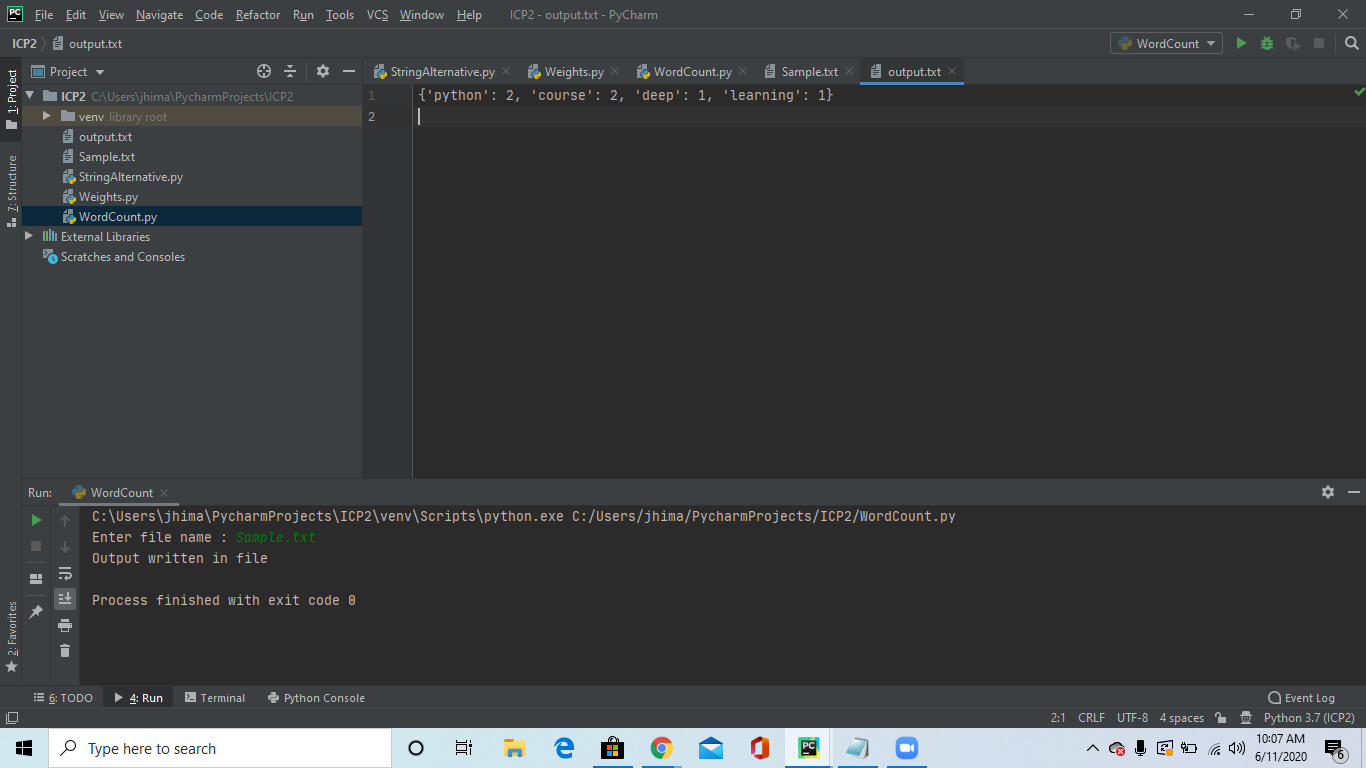 PC File Edit View Navigate Code Refactor Run Tools VCS Window Help ICP2 - output.txt - PyCharm
ICP2 output.txt WordCount
1: Project
Project
StringAlternative.py Weights.py WordCount.py Sample.txt output.txt
ICP2 C:\Users\jhima\PycharmProjects\ICP2
venv library root
output.txt
Sample.txt
StringAlternative.py
Weights.py
WordCount.py
External Libraries
Scratches and Consoles
1 {'python': 2, 'course': 2, 'deep': 1, 'learning': 1}
2
7: Structure
2: Favorites
Run: WordCount
C:\Users\jhima\PycharmProjects\ICP2\venv\Scripts\python.exe C:/Users/jhima/PycharmProjects/ICP2/WordCount.py
Enter file name : Sample.txt
Output written in file
Process finished with exit code 0
6: TODO 4: Run Terminal Python Console Event Log
2:1 CRLF UTF-8 4 spaces Python 3.7 (ICP2)
Type here to search
PC
10:07 AM
6/11/2020
6